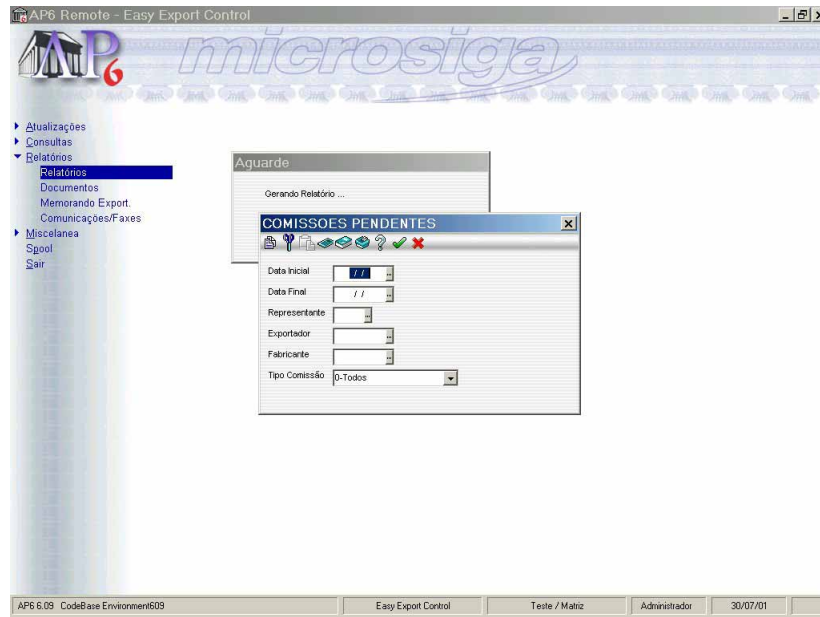 AP6 Remote - Easy Export Control
AP6
microsiga
Atualizações
Consultas
Relatórios
Relatórios
Documentos
Memorando Export.
Comunicações/Faxes
Miscelanea
Spool
Sair
Aguarde
Gerando Relatório ...
COMISSOES PENDENTES
Data Inicial / /
Data Final / /
Representante
Exportador
Fabricante
Tipo Comissão 0-Todos
AP6 6.09 CodeBase Environment609 Easy Export Control Teste / Matriz Administrador 30/07/01